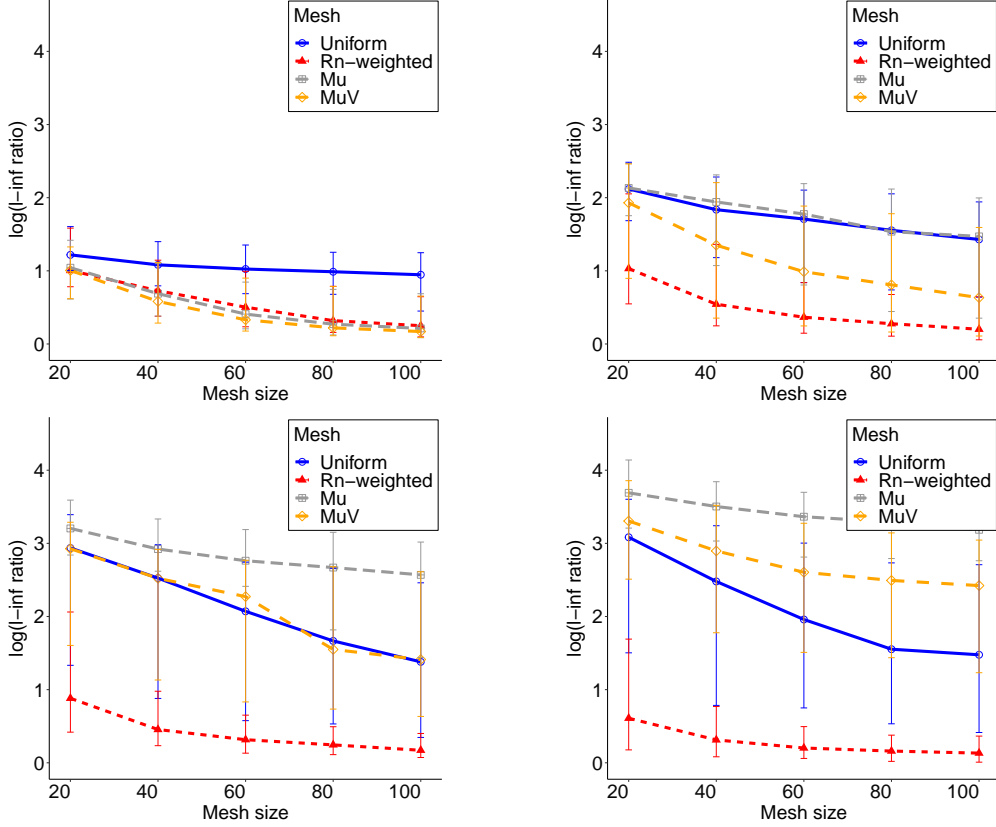 Mesh
Uniform
Rn−weighted
Mu
MuV
log(l−inf ratio)
4
3
2
1
0
20 40 60 80 100
Mesh size
Mesh
Uniform
Rn−weighted
Mu
MuV
log(l−inf ratio)
4
3
2
1
0
20 40 60 80 100
Mesh size
Mesh
Uniform
Rn−weighted
Mu
MuV
log(l−inf ratio)
4
3
2
1
0
20 40 60 80 100
Mesh size
Mesh
Uniform
Rn−weighted
Mu
MuV
log(l−inf ratio)
4
3
2
1
0
20 40 60 80 100
Mesh size